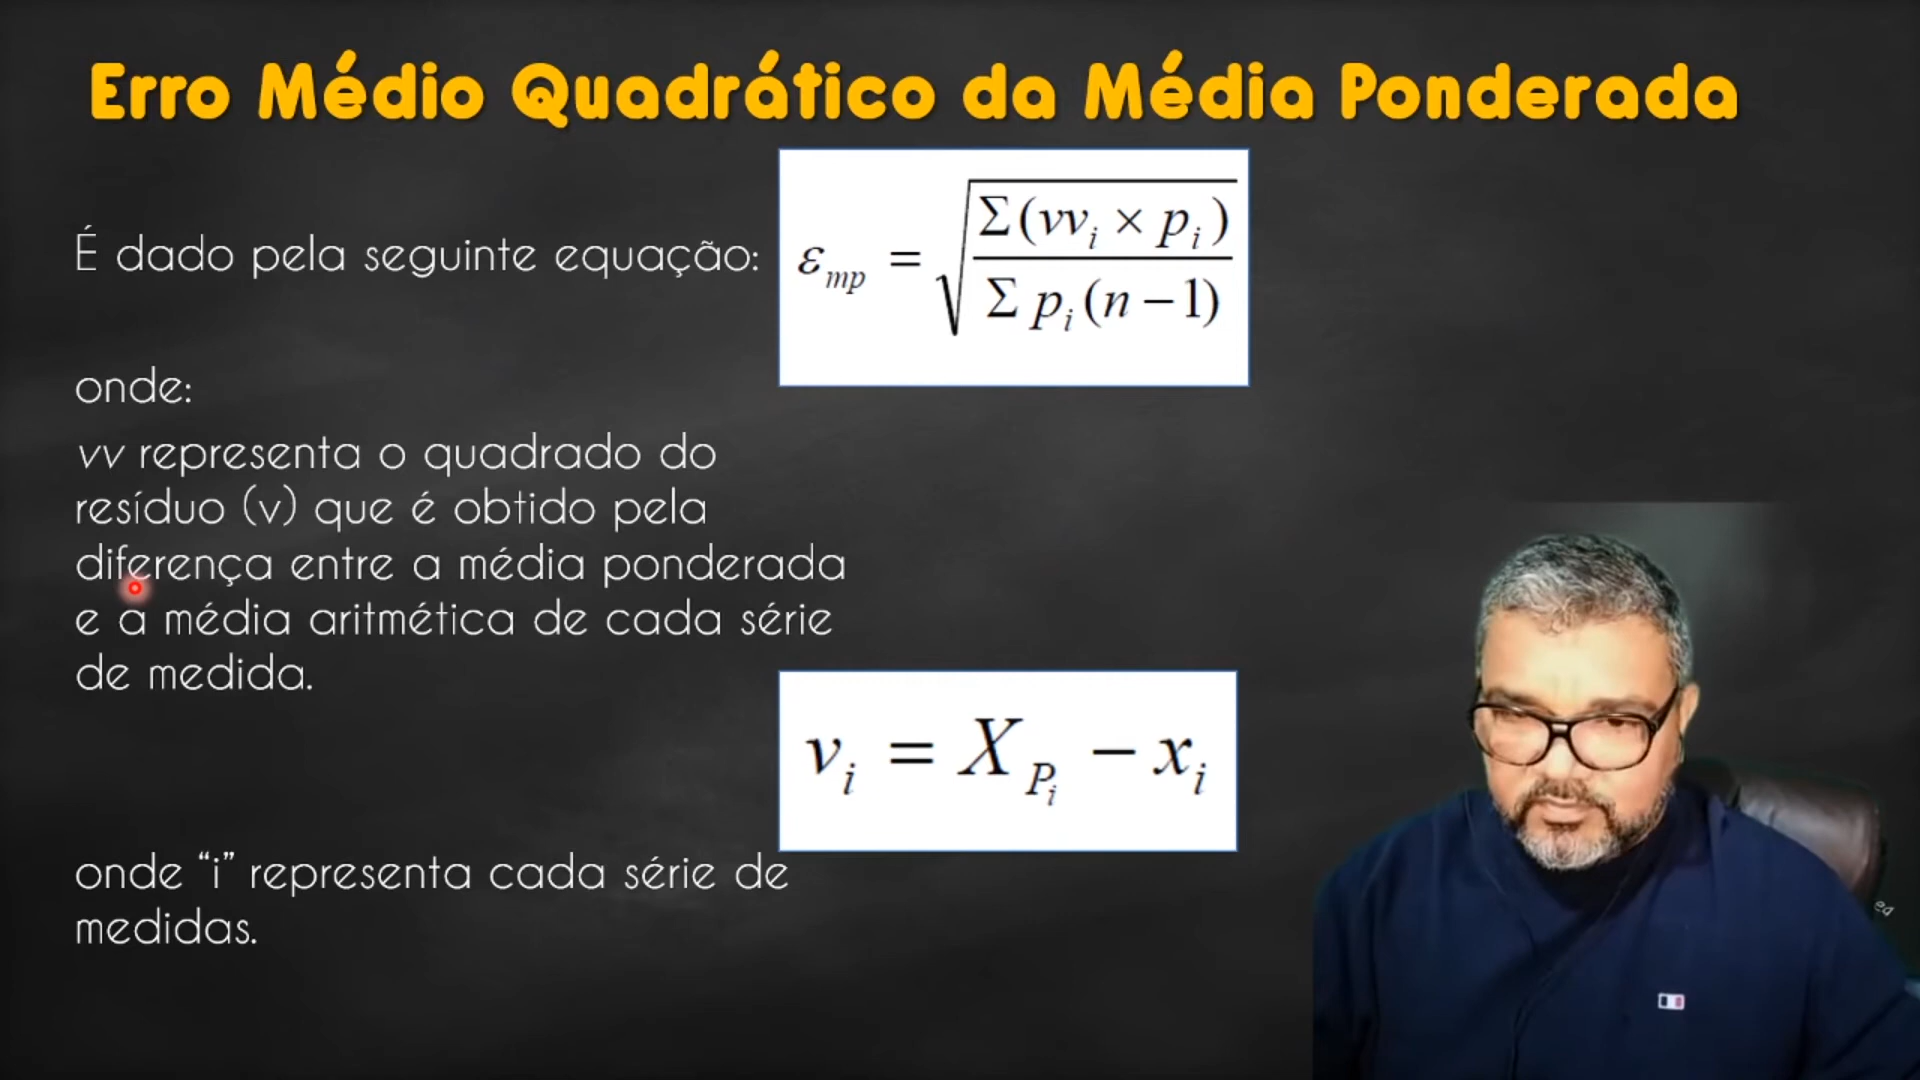 Erro Médio Quadrático da Média Ponderada
É dado pela seguinte equação:
ε_mp = √(Σ(vv_i × p_i) / Σ p_i (n − 1))
onde:
vv representa o quadrado do
resíduo (v) que é obtido pela
diferença entre a média ponderada
e a média aritmética de cada série
de medida.
v_i = X_{P_i} − x_i
onde “i” representa cada série de
medidas.